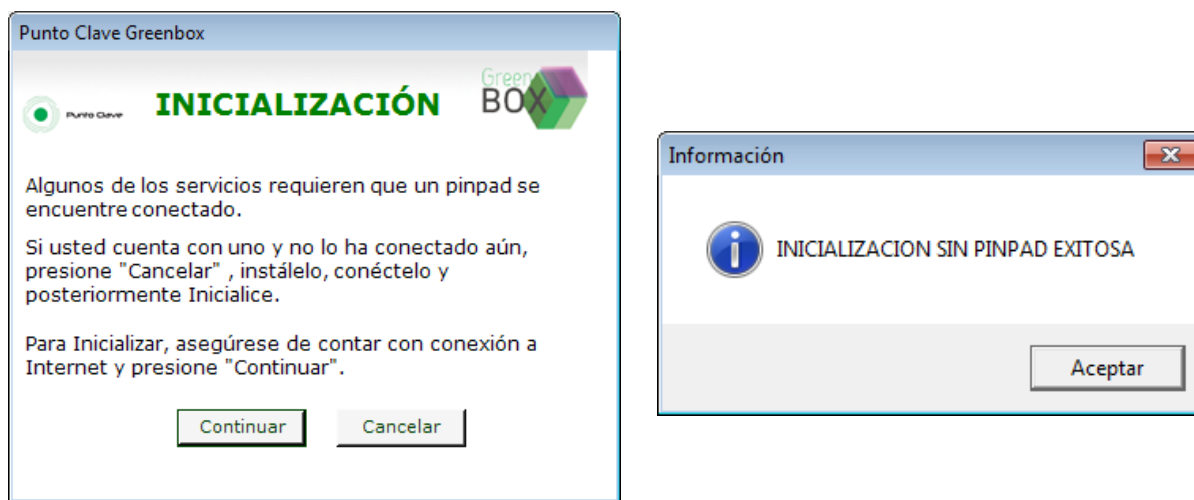 Punto Clave Greenbox
Punto Clave
INICIALIZACIÓN
Green
BOX
Algunos de los servicios requieren que un pinpad se
encuentre conectado.
Si usted cuenta con uno y no lo ha conectado aún,
presione "Cancelar" , instálelo, conéctelo y
posteriormente Inicialice.
Para Inicializar, asegúrese de contar con conexión a
Internet y presione "Continuar".
Continuar
Cancelar
Información
INICIALIZACION SIN PINPAD EXITOSA
Aceptar